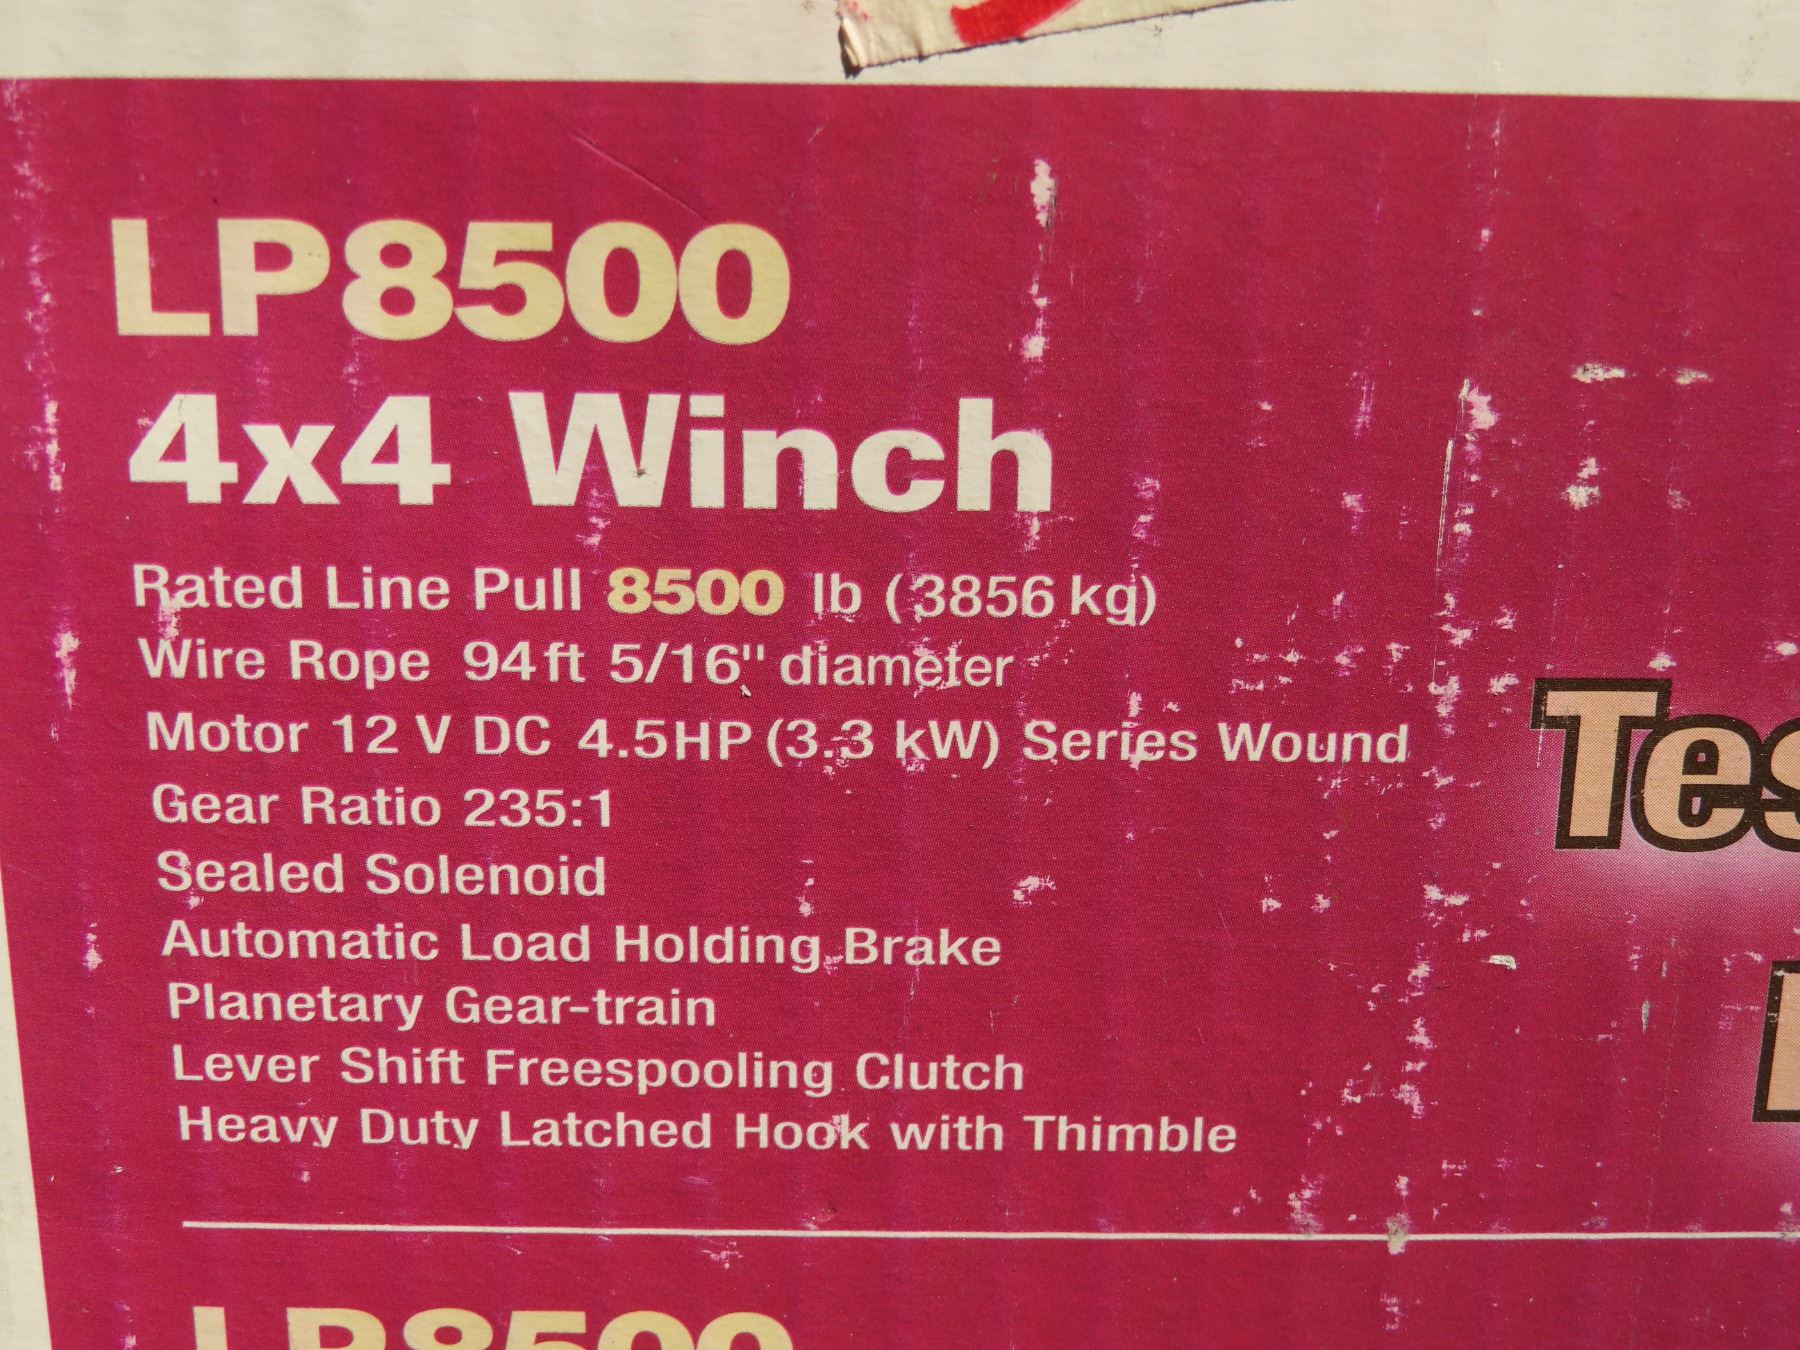 LP8500
4x4 Winch
Rated Line Pull 8500 lb (3856 kg)
Wire Rope 94ft 5/16" diameter
Motor 12 V DC 4.5HP (3.3 kW) Series Wound
Gear Ratio 235:1
Sealed Solenoid
Automatic Load Holding Brake
Planetary Gear-train
Lever Shift Freespooling Clutch
Heavy Duty Latched Hook with Thimble
LP8500